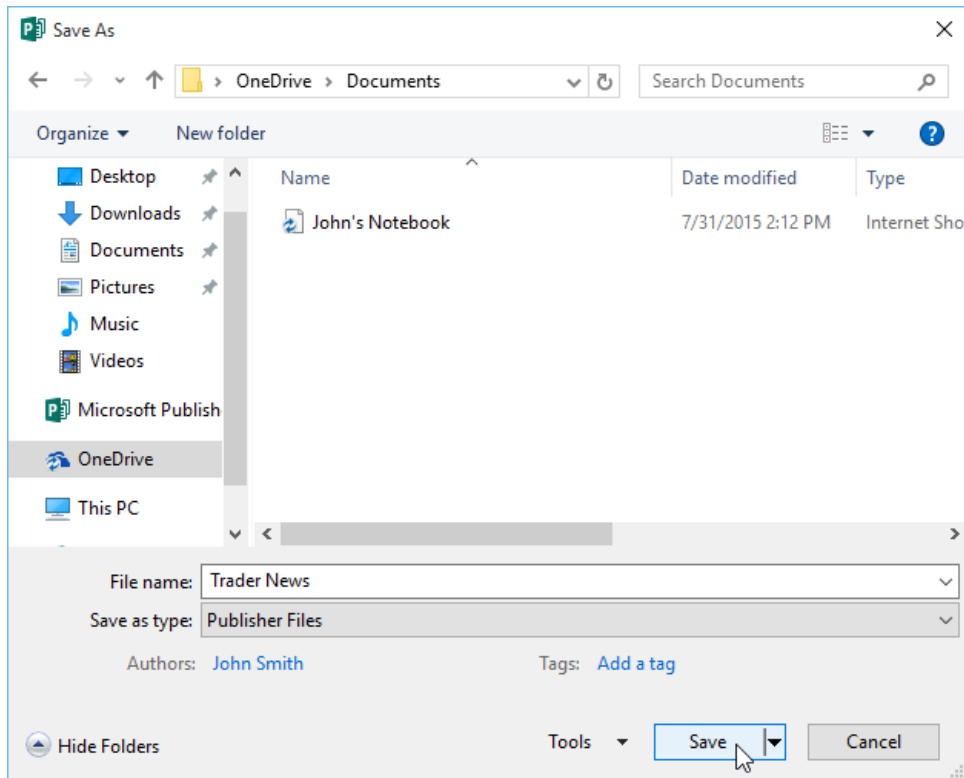 Save As
OneDrive > Documents
Search Documents
Organize
New folder
Name
Date modified
Type
Desktop
Downloads
Documents
Pictures
Music
Videos
Microsoft Publish
OneDrive
This PC
John's Notebook
7/31/2015 2:12 PM
Internet Sho
File name: Trader News
Save as type: Publisher Files
Authors: John Smith
Tags: Add a tag
Hide Folders
Tools
Save
Cancel